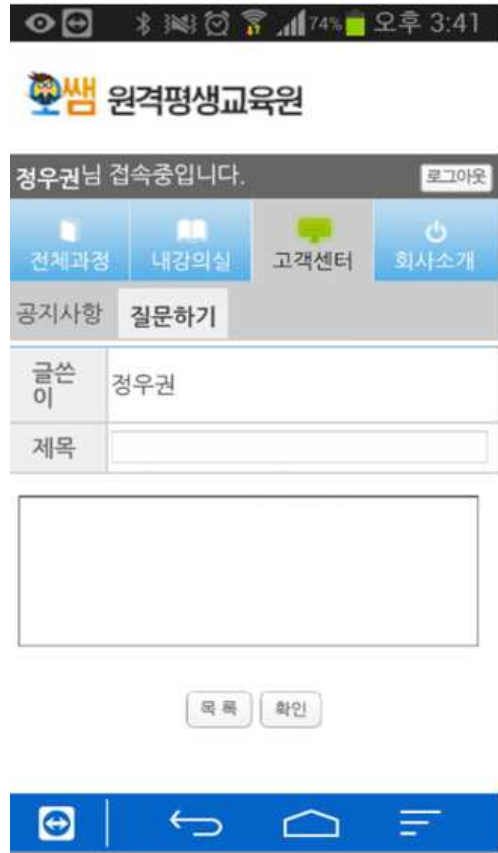 74% 오후 3:41
오쌤 원격평생교육원
정우권님 접속중입니다. 로그아웃
전체과정 내강의실 고객센터 회사소개
공지사항 질문하기
글쓴
이
정우권
제목
목록 확인